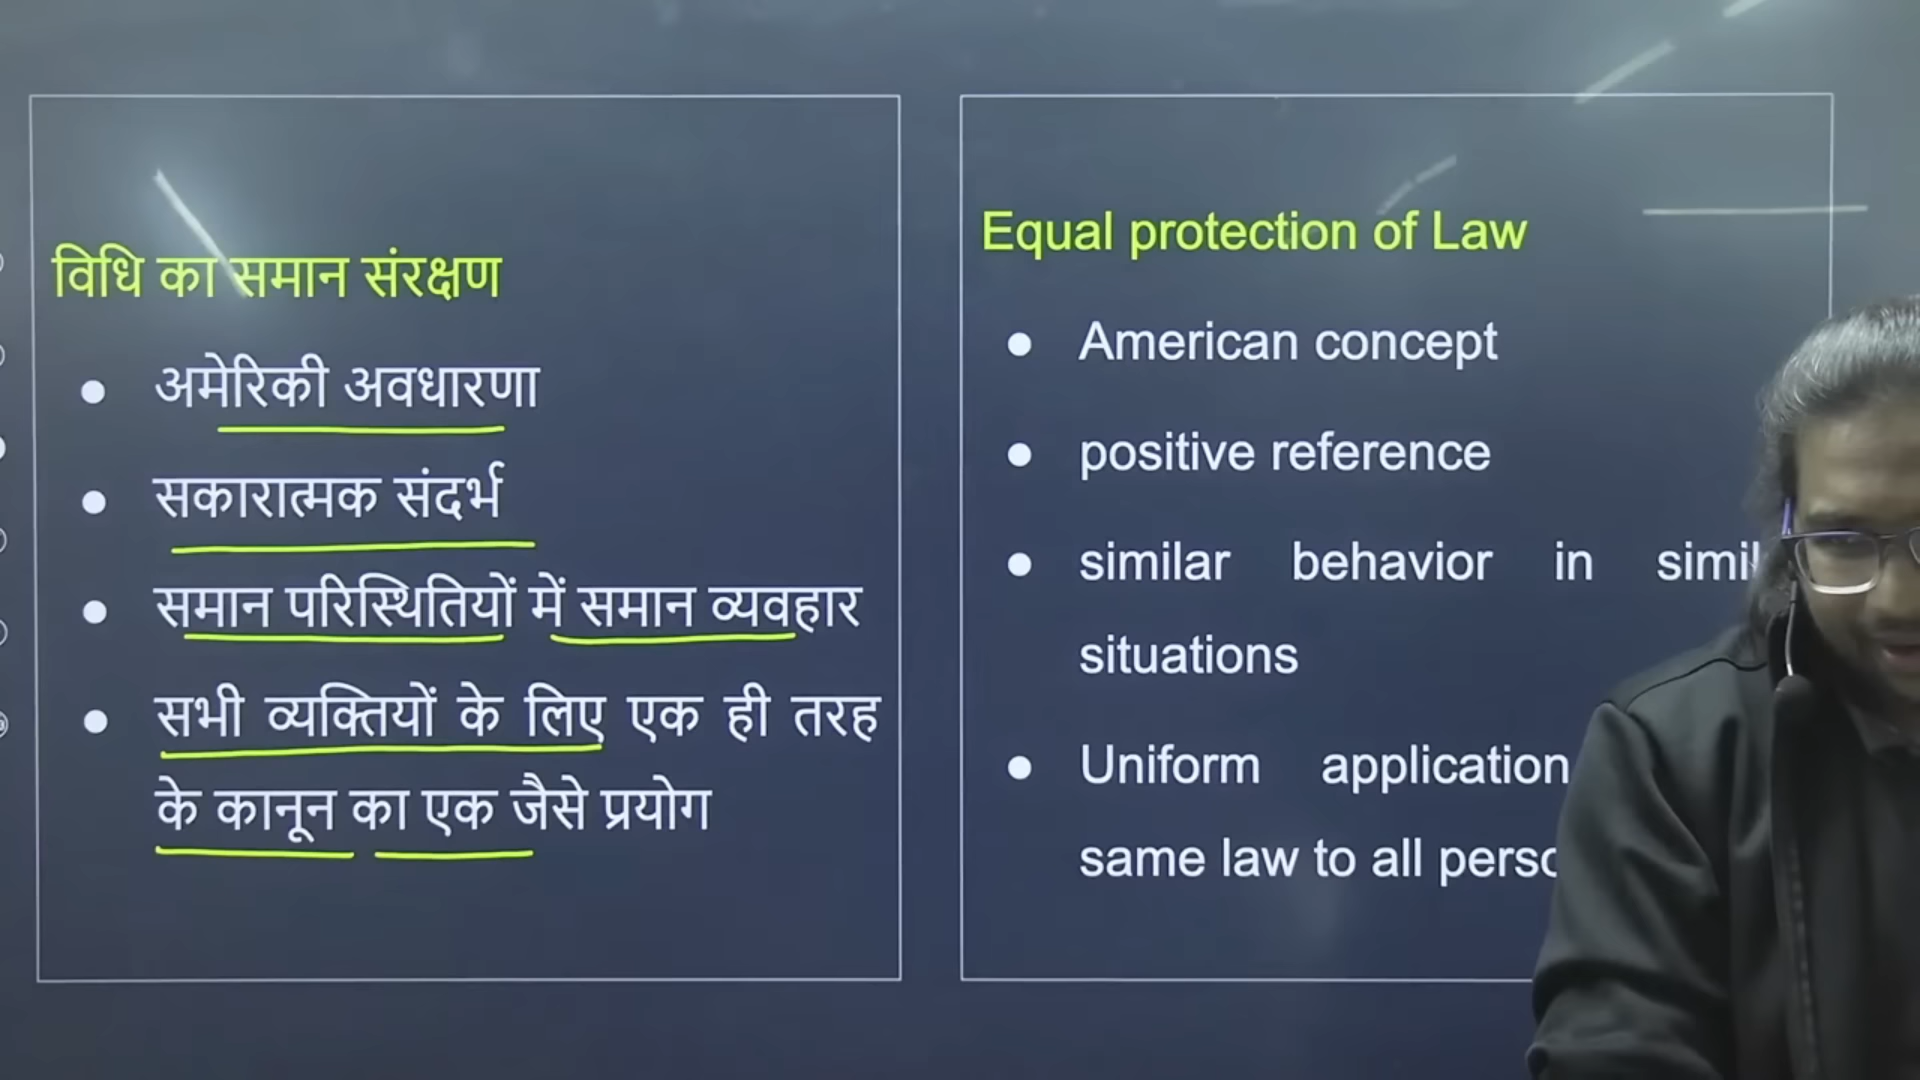 विधि का समान संरक्षण
अमेरिकी अवधारणा
सकारात्मक संदर्भ
समान परिस्थितियों में समान व्यवहार
सभी व्यक्तियों के लिए एक ही तरह
के कानून का एक जैसे प्रयोग
Equal protection of Law
American concept
positive reference
similar behavior in
situations
Uniform application
same law to all